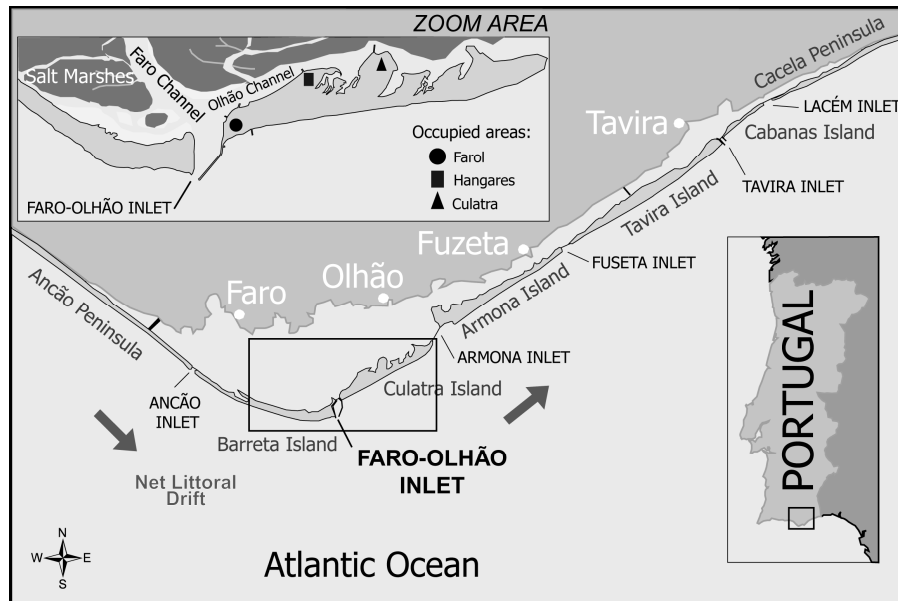 ZOOM AREA
Salt Marshes
Faro Channel
Olhão Channel
Occupied areas:
Farol
Hangares
Culatra
FARO-OLHÃO INLET
Cacela Peninsula
LACÉM INLET
Cabanas Island
Tavira
TAVIRA INLET
Tavira Island
Fuzeta
FUSETA INLET
Armona Island
Olhão
Faro
Ancão Peninsula
ARMONA INLET
Culatra Island
ANCÃO
INLET
Barreta Island
FARO-OLHÃO
INLET
Net Littoral
Drift
PORTUGAL
N
W
E
S
Atlantic Ocean